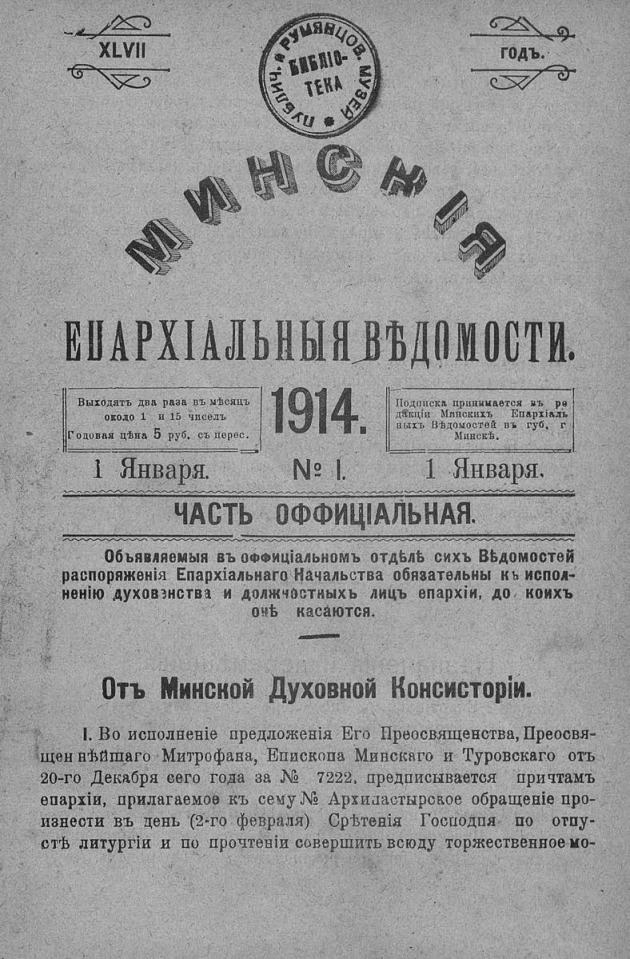 XLVII
ГОДЪ.
ПУБЛИЧ. и РУМЯНЦОВ. МУЗЕЙ
БИБЛІО-
ТЕКА
МИНСКІЯ
ЕПАРХІАЛЬНЫЯ ВѢДОМОСТИ.
Выходятъ два раза въ мѣсяцъ
около 1 и 15 чиселъ
Годовая цѣна 5 руб. съ перес.
1914.
Подписка принимается въ ре
дакціи Минскихъ Епархіаль
ныхъ Вѣдомостей въ губ. г
Минскѣ.
1 Января.
№ I.
1 Января.
ЧАСТЬ ОФФИЦІАЛЬНАЯ.
Объявляемыя въ оффиціальномъ отдѣлѣ сихъ Вѣдомостей
распоряженія Епархіальнаго Начальства обязательны къ испол-
ненію духовенства и должностныхъ лицъ епархіи, до коихъ
онѣ касаются.
Отъ Минской Духовной Консисторіи.
I. Во исполненіе предложенія Его Преосвященства, Преосвя-
щеннѣйшаго Митрофана, Епископа Минскаго и Туровскаго отъ
20-го Декабря сего года за № 7222, предписывается причтамъ
епархіи, прилагаемое къ сему № Архипастырское обращеніе про-
изнести въ день (2-го февраля) Срѣтенія Господня по отпу-
стѣ литургіи и по прочтеніи совершить всюду торжественное мо-